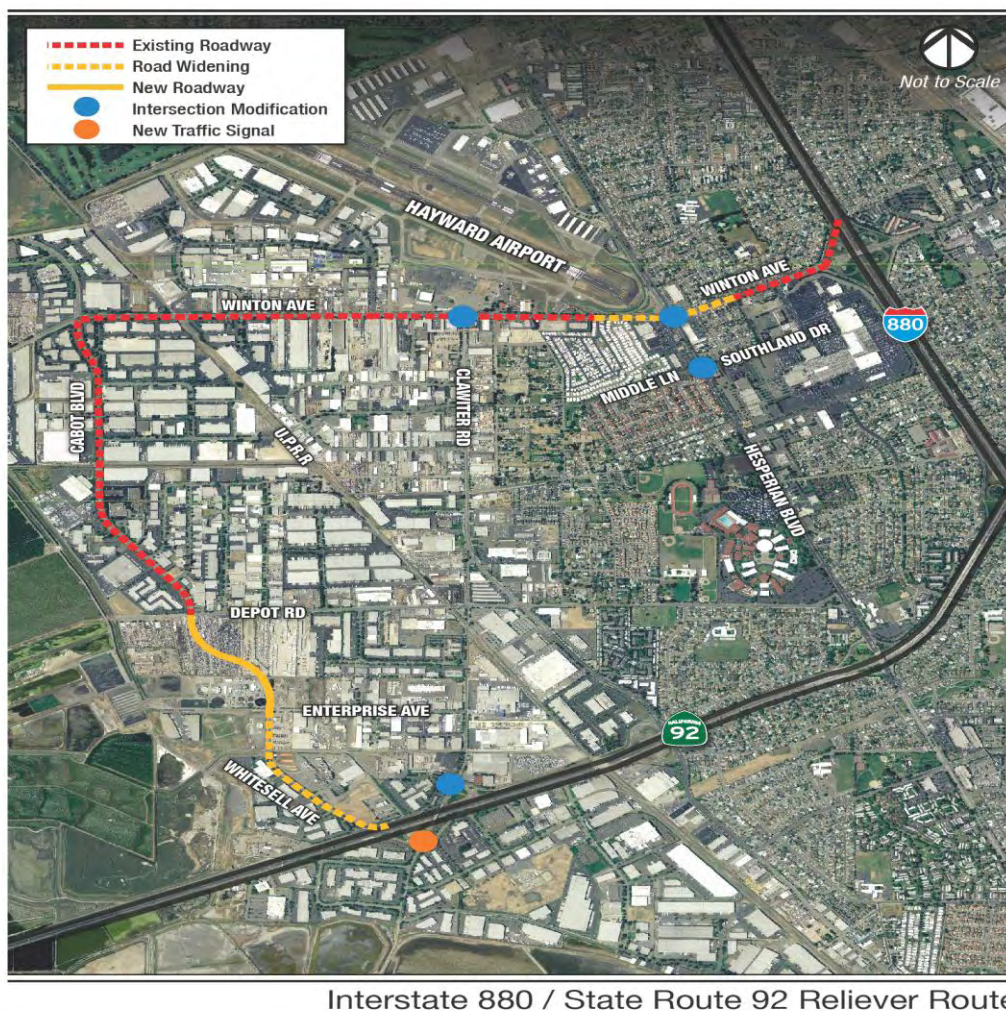 Existing Roadway
Road Widening
New Roadway
Intersection Modification
New Traffic Signal
Not to Scale
HAYWARD AIRPORT
WINTON AVE
WINTON AVE
880
SOUTHLAND DR
MIDDLE LN
CLAWITER RD
CABOT BLVD
U.P.R.R
HESPERIAN BLVD
DEPOT RD
ENTERPRISE AVE
CALIFORNIA
92
WHITESELL AVE
Interstate 880 / State Route 92 Reliever Route